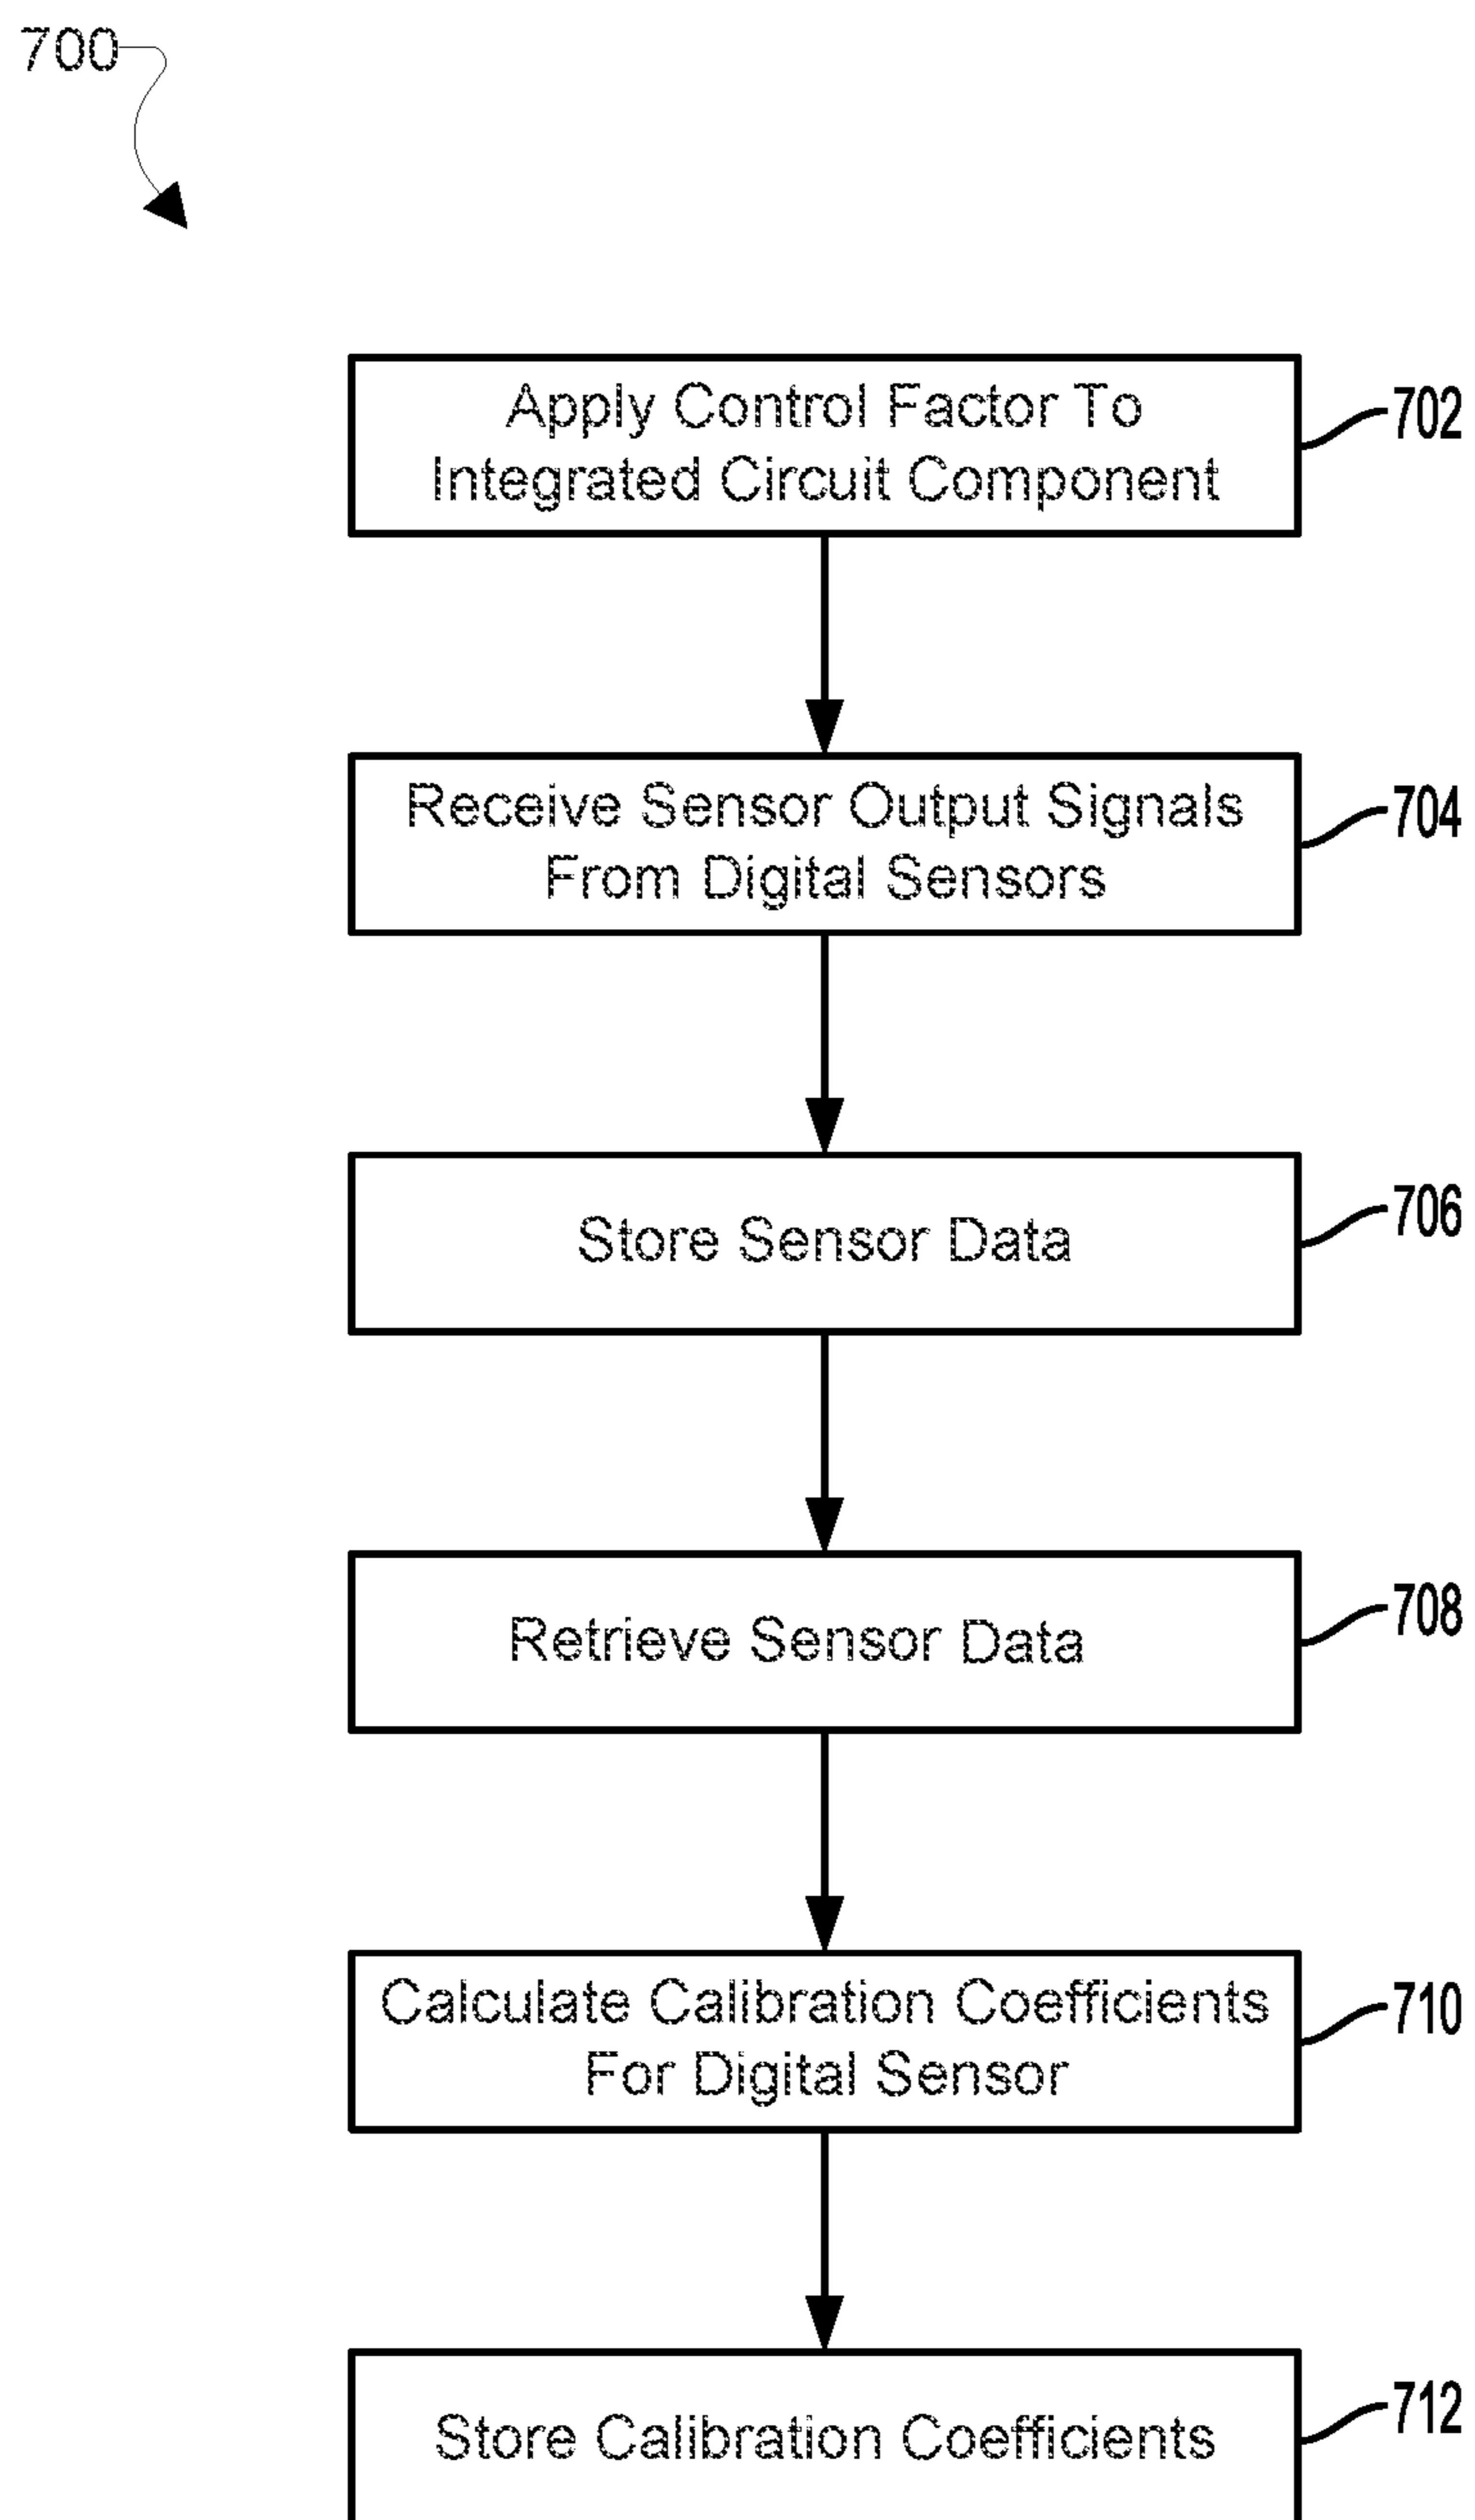 700
Apply Control Factor To
Integrated Circuit Component
702
Receive Sensor Output Signals
From Digital Sensors
704
Store Sensor Data
706
Retrieve Sensor Data
708
Calculate Calibration Coefficients
For Digital Sensor
710
Store Calibration Coefficients
712